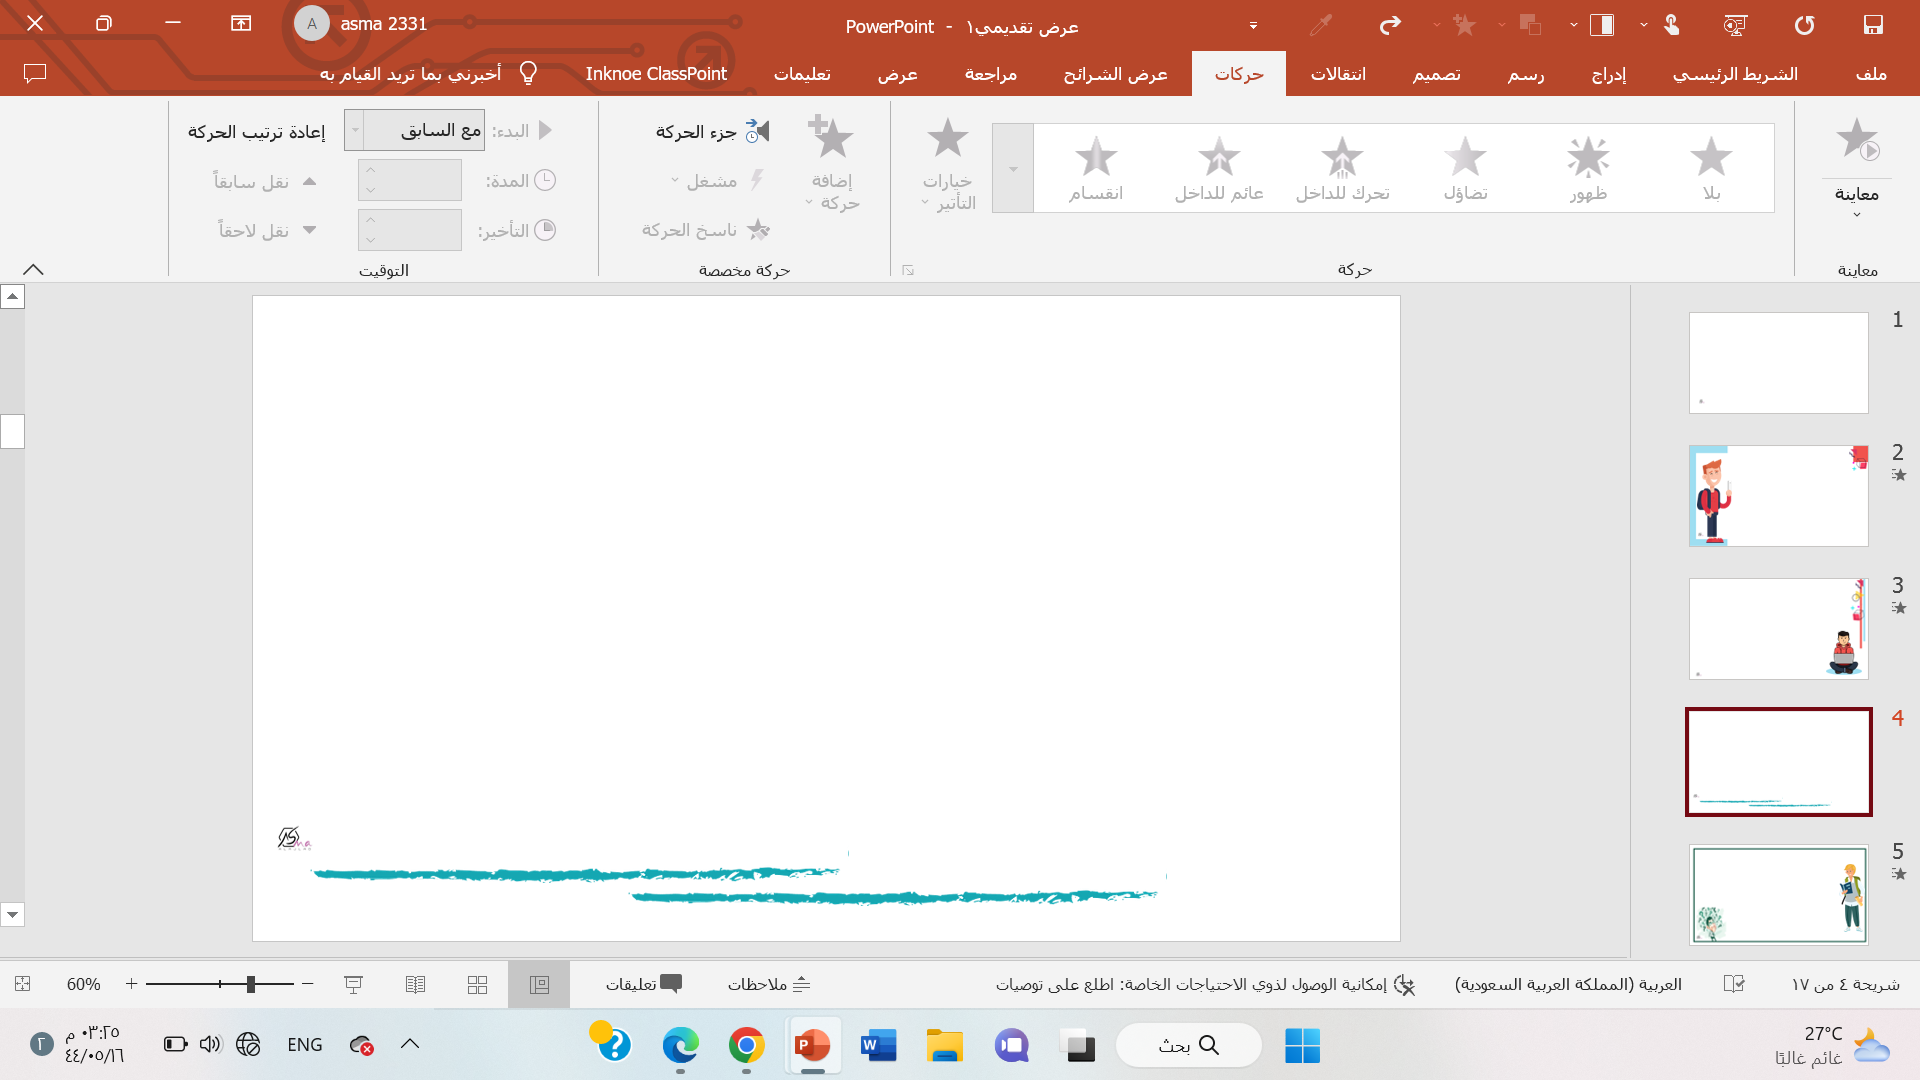 عرض تقديمي١ - PowerPoint
asma 2331
A
ملف
الشريط الرئيسي
إدراج
رسم
تصميم
انتقالات
حركات
عرض الشرائح
مراجعة
عرض
تعليمات
Inknoe ClassPoint
أخبرني بما تريد القيام به
معاينة
معاينة
بلا
ظهور
تضاؤل
تحرك للداخل
عائم للداخل
انقسام
حركة
خيارات
التأثير
إضافة
حركة
جزء الحركة
مشغل
ناسخ الحركة
حركة مخصصة
البدء:
مع السابق
المدة:
التأخير:
إعادة ترتيب الحركة
نقل سابقاً
نقل لاحقاً
التوقيت
1
2
3
4
5
شريحة ٤ من ١٧
العربية (المملكة العربية السعودية)
إمكانية الوصول لذوي الاحتياجات الخاصة: اطلع على توصيات
ملاحظات
تعليقات
60%
27°C
غائم غالبًا
بحث
ENG
٠٣:٢٥ م
٤٤/٠٥/١٦
٢